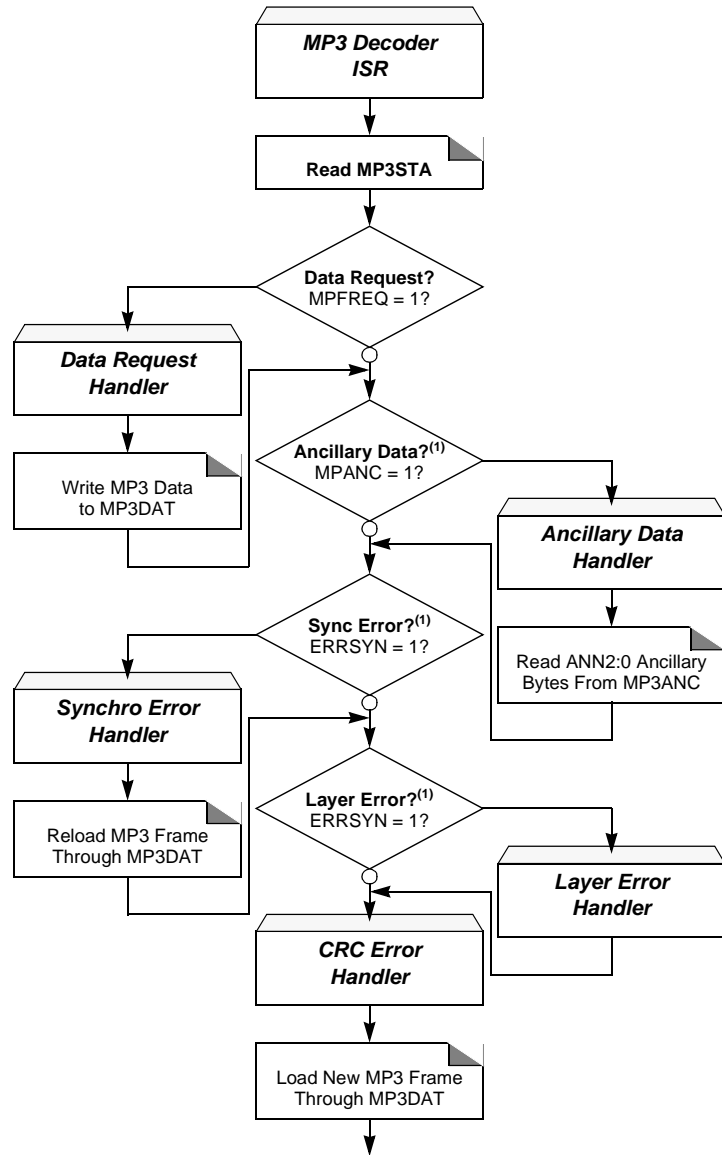 MP3 Decoder
ISR
Read MP3STA
Data Request?
MPFREQ = 1?
Data Request
Handler
Write MP3 Data
to MP3DAT
Ancillary Data?(1)
MPANC = 1?
Ancillary Data
Handler
Read ANN2:0 Ancillary
Bytes From MP3ANC
Sync Error?(1)
ERRSYN = 1?
Synchro Error
Handler
Reload MP3 Frame
Through MP3DAT
Layer Error?(1)
ERRSYN = 1?
Layer Error
Handler
CRC Error
Handler
Load New MP3 Frame
Through MP3DAT